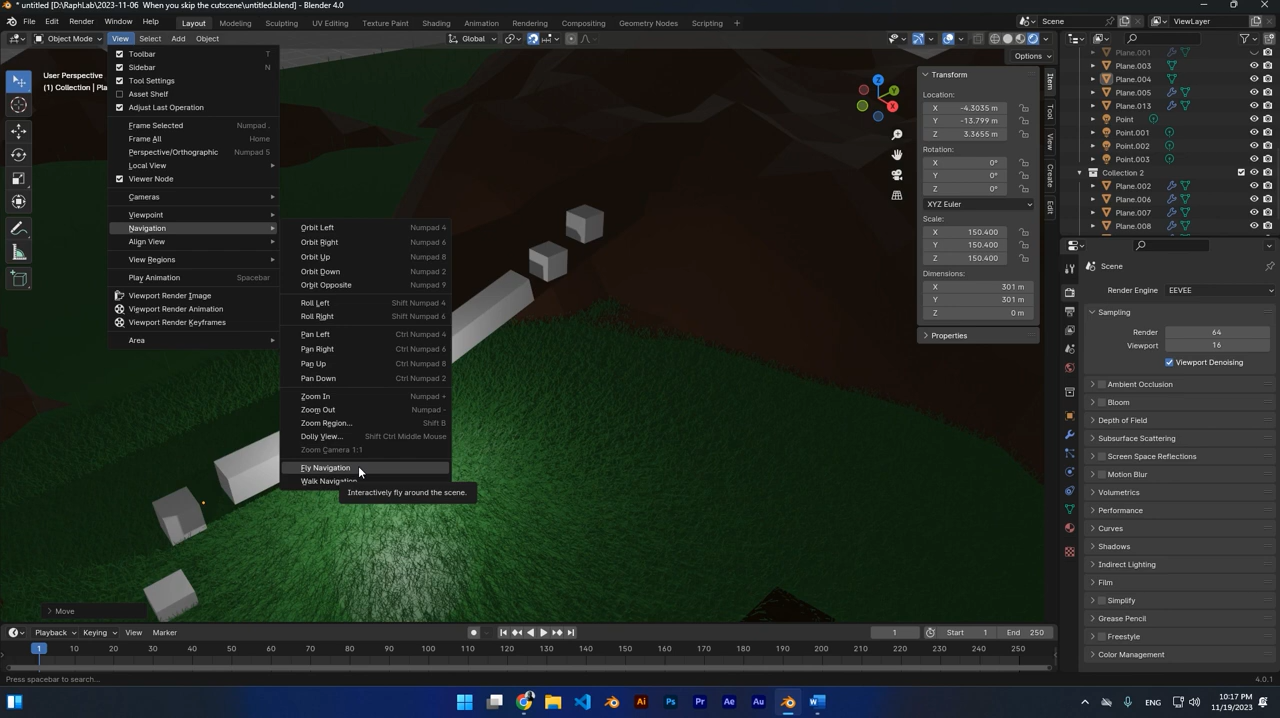 * untitled [D:\RaphLab\2023-11-06  When you skip the cutscene\untitled.blend] - Blender 4.0
File Edit Render Window Help Layout Modeling Sculpting UV Editing Texture Paint Shading Animation Rendering Compositing Geometry Nodes Scripting + Scene ViewLayer
Object Mode View Select Add Object Global
Options
Toolbar T
Sidebar N
Tool Settings
Asset Shelf
Adjust Last Operation
Frame Selected Numpad .
Frame All Home
Perspective/Orthographic Numpad 5
Local View
Viewer Node
Cameras
Viewpoint
Navigation
Align View
View Regions
Play Animation Spacebar
Viewport Render Image
Viewport Render Animation
Viewport Render Keyframes
Area
User Perspective
(1) Collection | Pla
Orbit Left Numpad 4
Orbit Right Numpad 6
Orbit Up Numpad 8
Orbit Down Numpad 2
Orbit Opposite Numpad 9
Roll Left Shift Numpad 4
Roll Right Shift Numpad 6
Pan Left Ctrl Numpad 4
Pan Right Ctrl Numpad 6
Pan Up Ctrl Numpad 8
Pan Down Ctrl Numpad 2
Zoom In Numpad +
Zoom Out Numpad -
Zoom Region... Shift B
Dolly View... Shift Ctrl Middle Mouse
Zoom Camera 1:1
Fly Navigation
Walk Navigation
Interactively fly around the scene.
Z
Y
X
Transform
Location:
X -4.3035 m
Y -13.799 m
Z 3.3655 m
Rotation:
X 0°
Y 0°
Z 0°
XYZ Euler
Scale:
X 150.400
Y 150.400
Z 150.400
Dimensions:
X 301 m
Y 301 m
Z 0 m
Properties
Item
Tool
View
Create
Edit
Plane.001
Plane.003
Plane.004
Plane.005
Plane.013
Point
Point.001
Point.002
Point.003
Collection 2
Plane.002
Plane.006
Plane.007
Plane.008
Scene
Render Engine EEVEE
Sampling
Render 64
Viewport 16
Viewport Denoising
Ambient Occlusion
Bloom
Depth of Field
Subsurface Scattering
Screen Space Reflections
Motion Blur
Volumetrics
Performance
Curves
Shadows
Indirect Lighting
Film
Simplify
Grease Pencil
Freestyle
Color Management
Move
Playback Keying View Marker 1 Start 1 End 250
1 10 20 30 40 50 60 70 80 90 100 110 120 130 140 150 160 170 180 190 200 210 220 230 240 250
Press spacebar to search... 4.0.1
Ai Ps Pr Ae Au W ENG 10:17 PM
11/19/2023